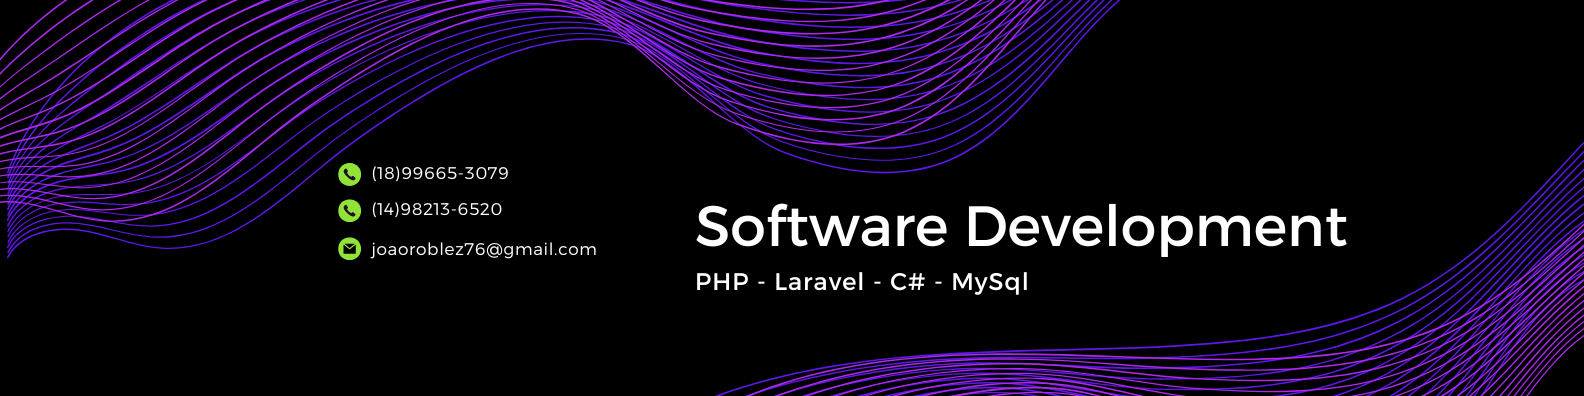 (18)99665-3079
(14)98213-6520
joaoroblez76@gmail.com
Software Development
PHP - Laravel - C# - MySql